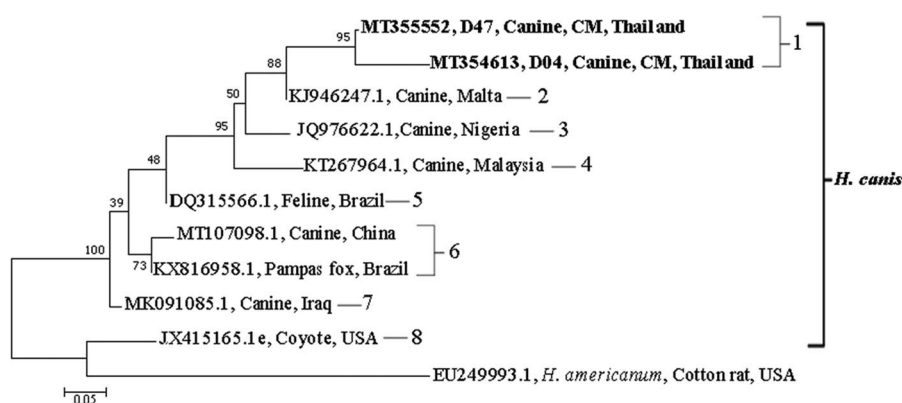 MT355552, D47, Canine, CM, Thailand
95
1
MT354613, D04, Canine, CM, Thailand
88
KJ946247.1, Canine, Malta 2
50
JQ976622.1,Canine, Nigeria 3
95
KT267964.1, Canine, Malaysia 4
H. canis
48
DQ315566.1, Feline, Brazil 5
39
MT107098.1, Canine, China
6
100
73
KX816958.1, Pampas fox, Brazil
MK091085.1, Canine, Iraq 7
JX415165.1e, Coyote, USA 8
EU249993.1, H. americanum, Cotton rat, USA
0.05